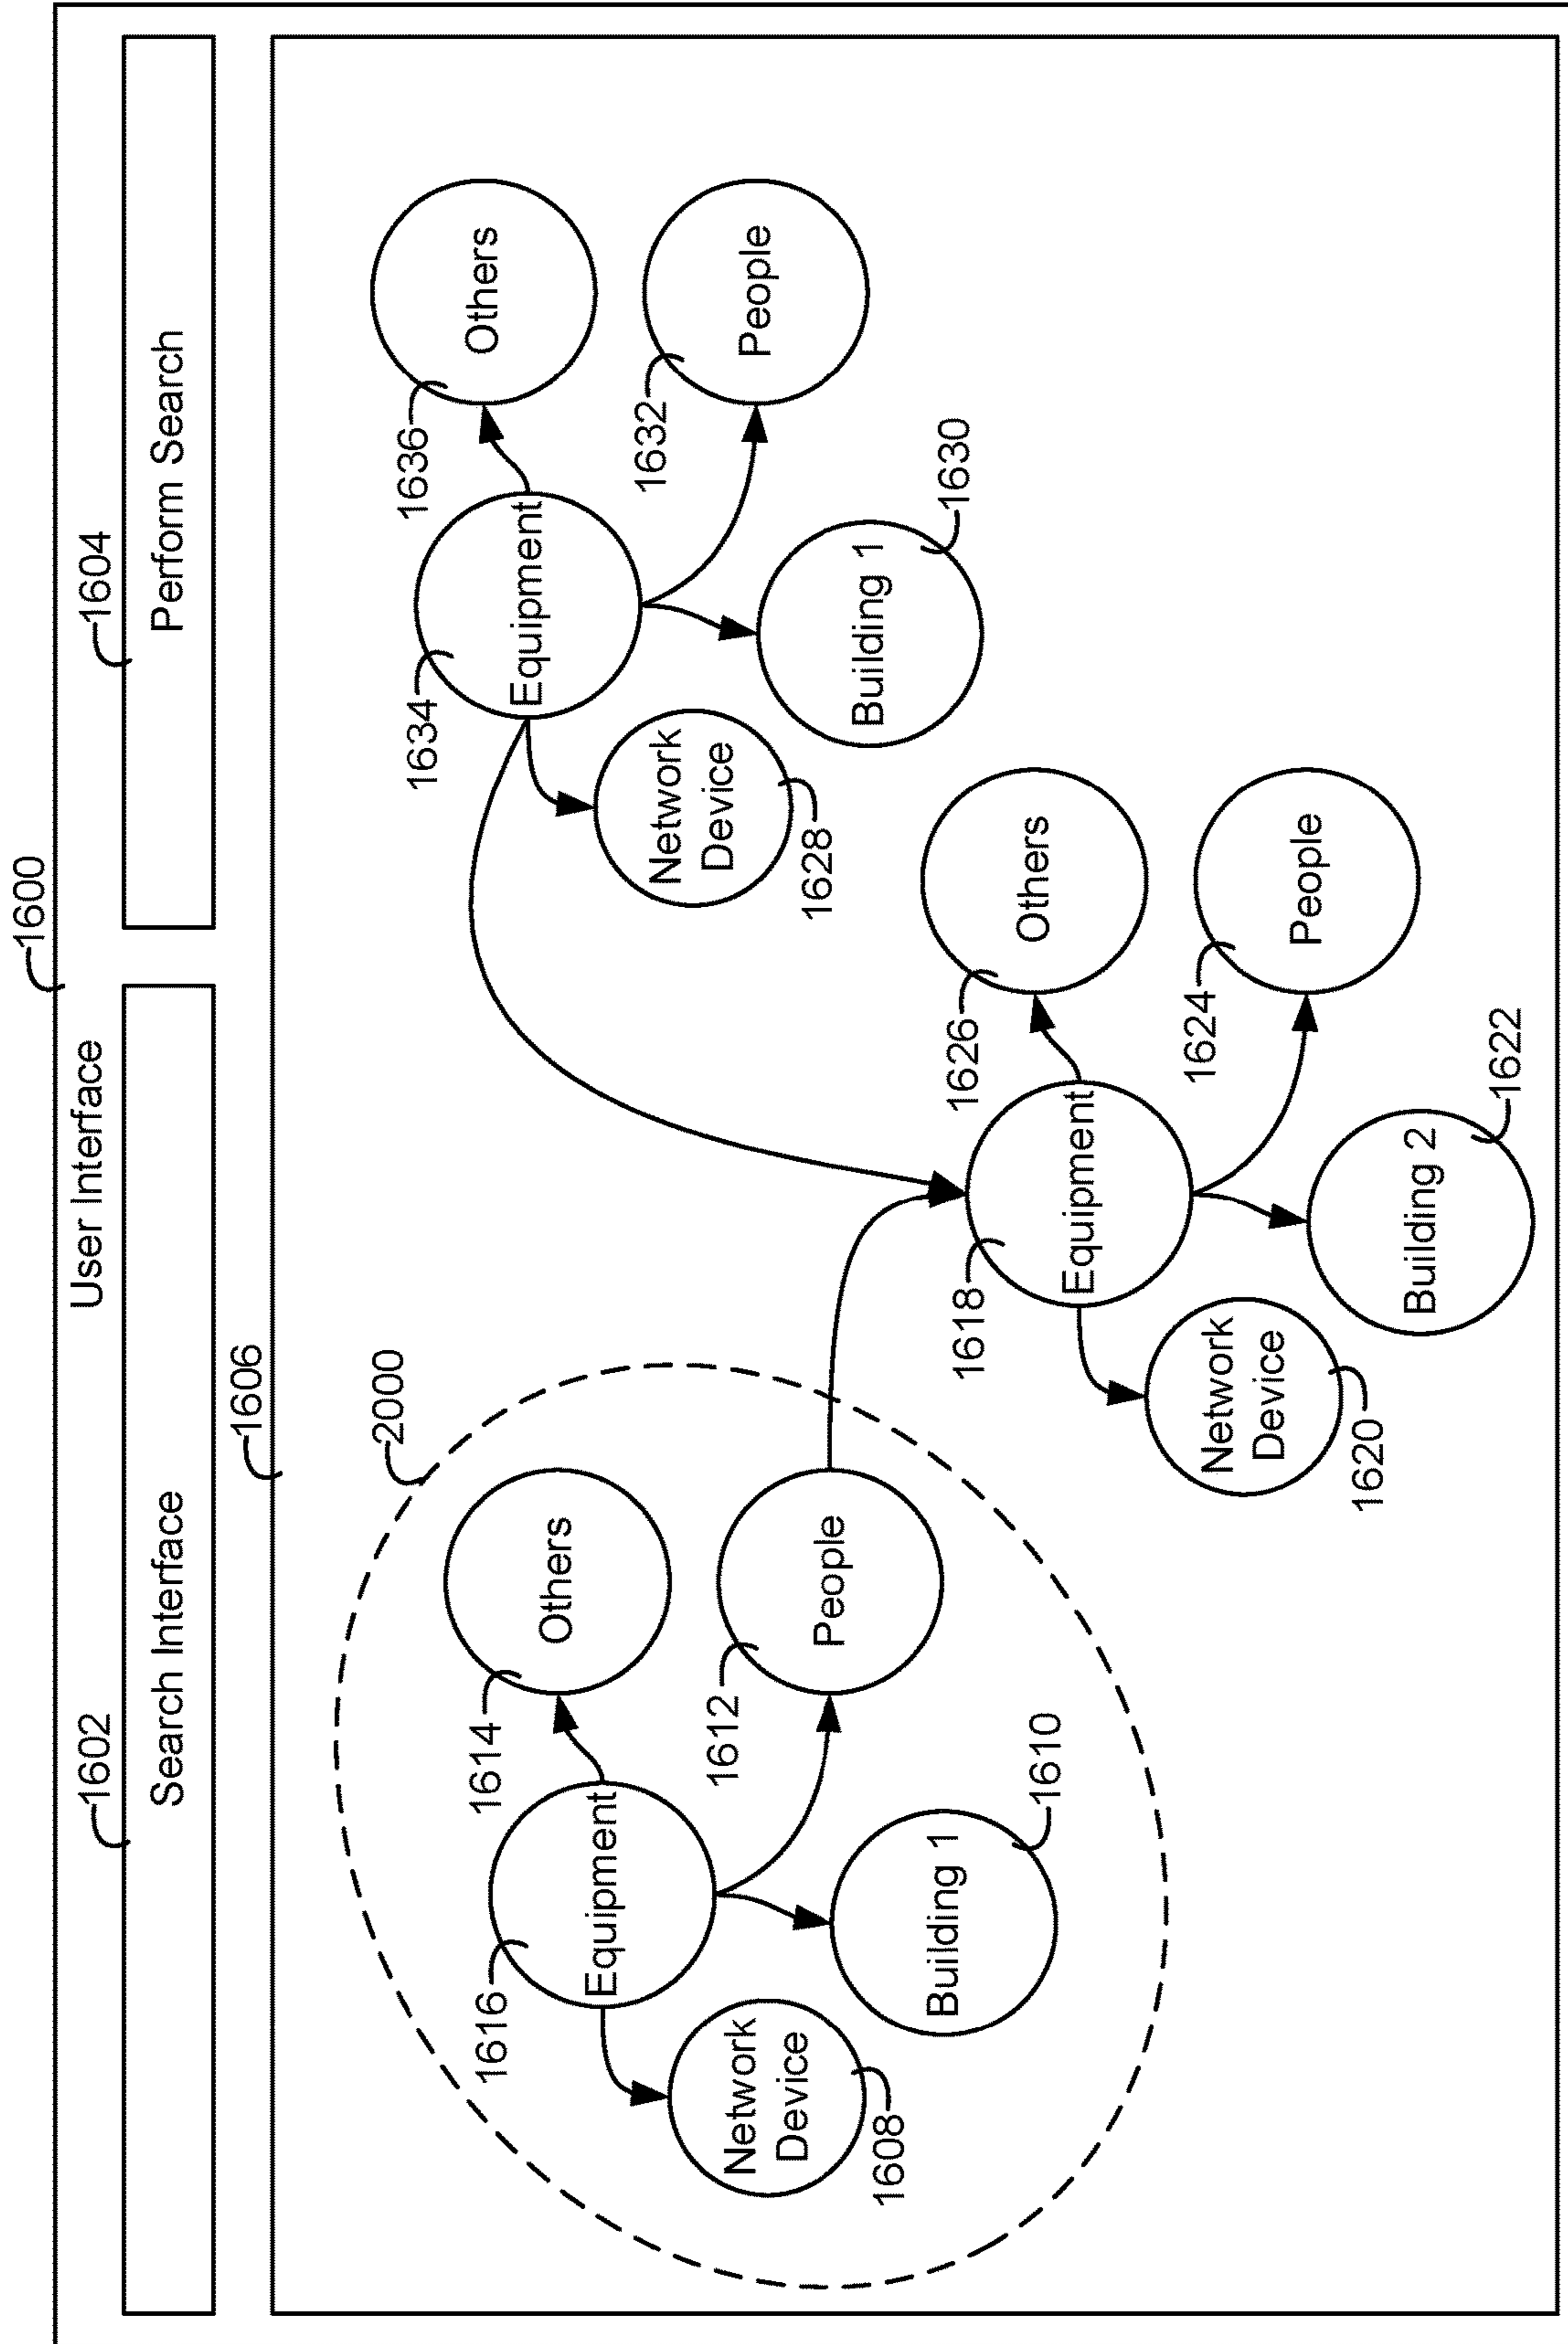 1600
User Interface
1602
Search Interface
1604
Perform Search
1606
2000
1616
Equipment
1614
Others
1612
People
Network
Device
1608
Building 1
1610
1618
Equipment
1626
Others
1624
People
Network
Device
1620
Building 2
1622
1634
Equipment
1636
Others
1632
People
Network
Device
1628
Building 1
1630